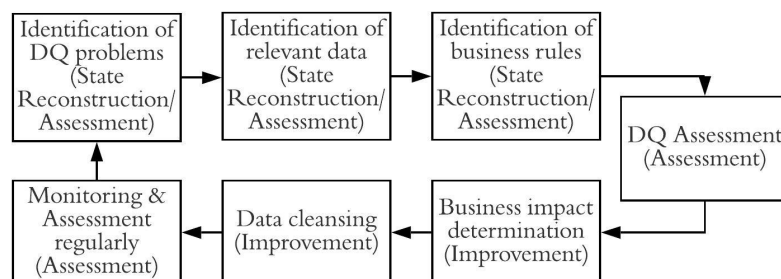 Identification of
DQ problems
(State
Reconstruction/
Assessment)
Identification of
relevant data
(State
Reconstruction/
Assessment)
Identification of
business rules
(State
Reconstruction/
Assessment)
DQ Assessment
(Assessment)
Business impact
determination
(Improvement)
Data cleansing
(Improvement)
Monitoring &
Assessment
regularly
(Assessment)